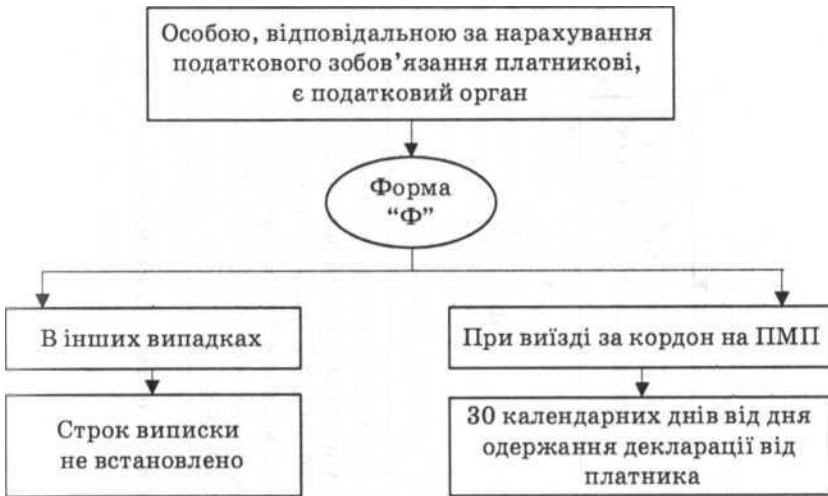 Особою, відповідальною за нарахування
податкового зобов’язання платникові,
є податковий орган
Форма
“Ф”
В інших випадках
При виїзді за кордон на ПМП
Строк виписки
не встановлено
30 календарних днів від дня
одержання декларації від
платника